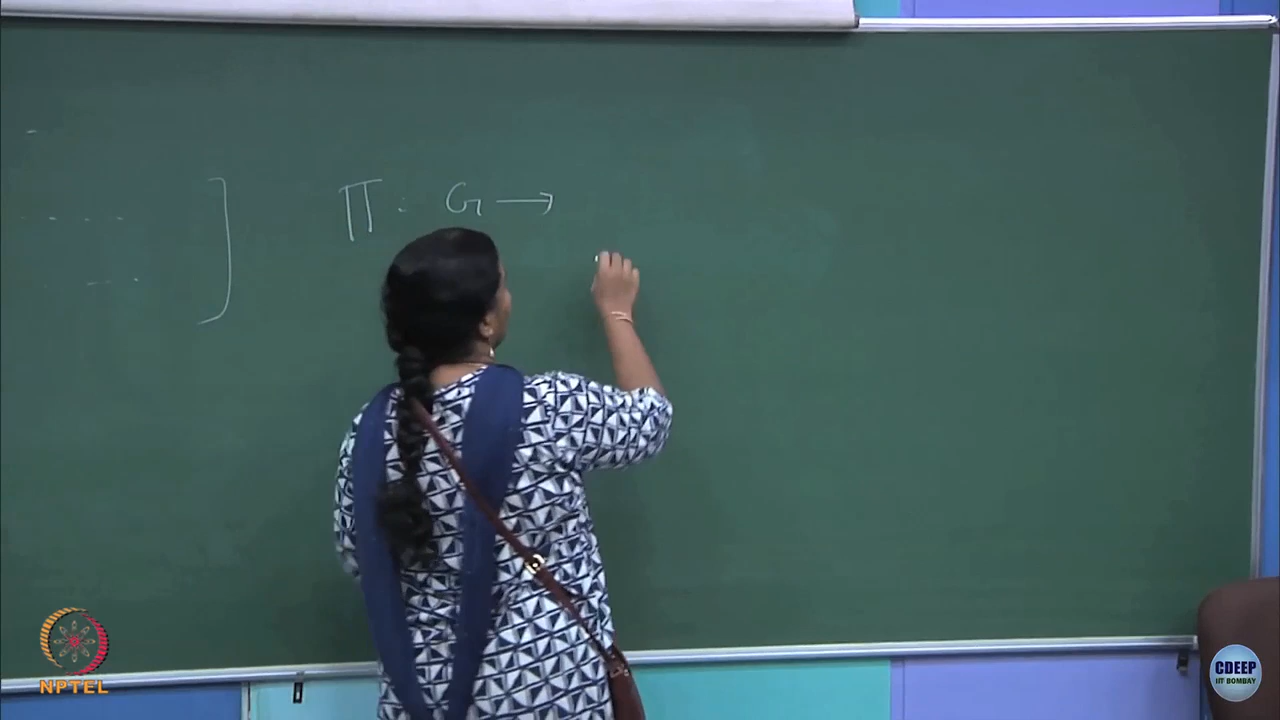 Π : G →
NPTEL
CDEEP
IIT BOMBAY